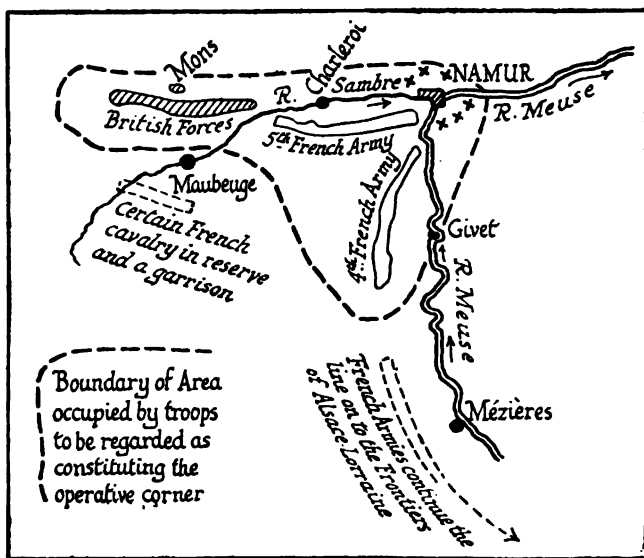 Mons
British Forces
R. Sambre
Charleroi
NAMUR
R. Meuse
5th French Army
Maubeuge
4th French Army
Certain French
cavalry in reserve
and a garrison
Givet
R. Meuse
Mézières
French Armies continue the
line on to the Frontiers
of Alsace-Lorraine
Boundary of Area
occupied by troops
to be regarded as
constituting the
operative corner